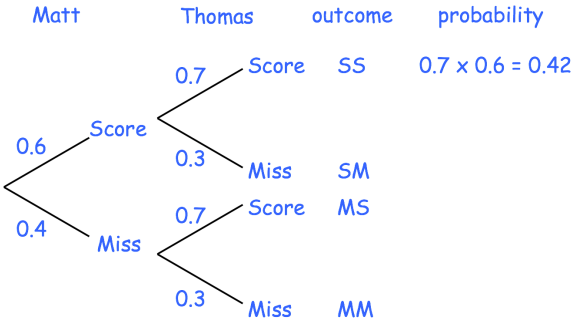 Matt Thomas outcome probability
0.7 Score SS 0.7 x 0.6 = 0.42
0.6 Score
0.3 Miss SM
0.7 Score MS
0.4 Miss
0.3 Miss MM